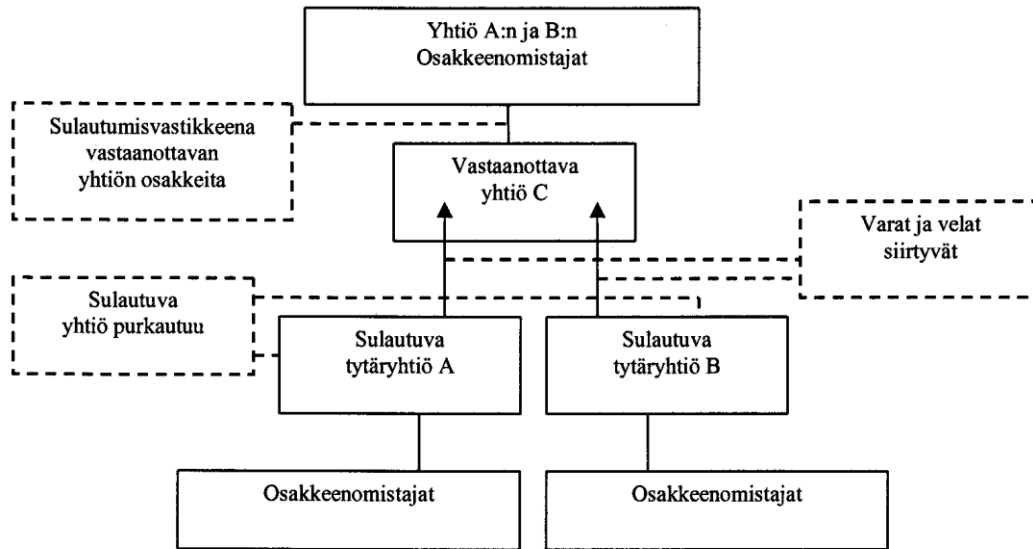 Yhtiö A:n ja B:n
Osakkeenomistajat
Sulautumisvastikkeena
vastaanottavan
yhtiön osakkeita
Vastaanottava
yhtiö C
Varat ja velat
siirtyvät
Sulautuva
yhtiö purkautuu
Sulautuva
tytäryhtiö A
Sulautuva
tytäryhtiö B
Osakkeenomistajat
Osakkeenomistajat